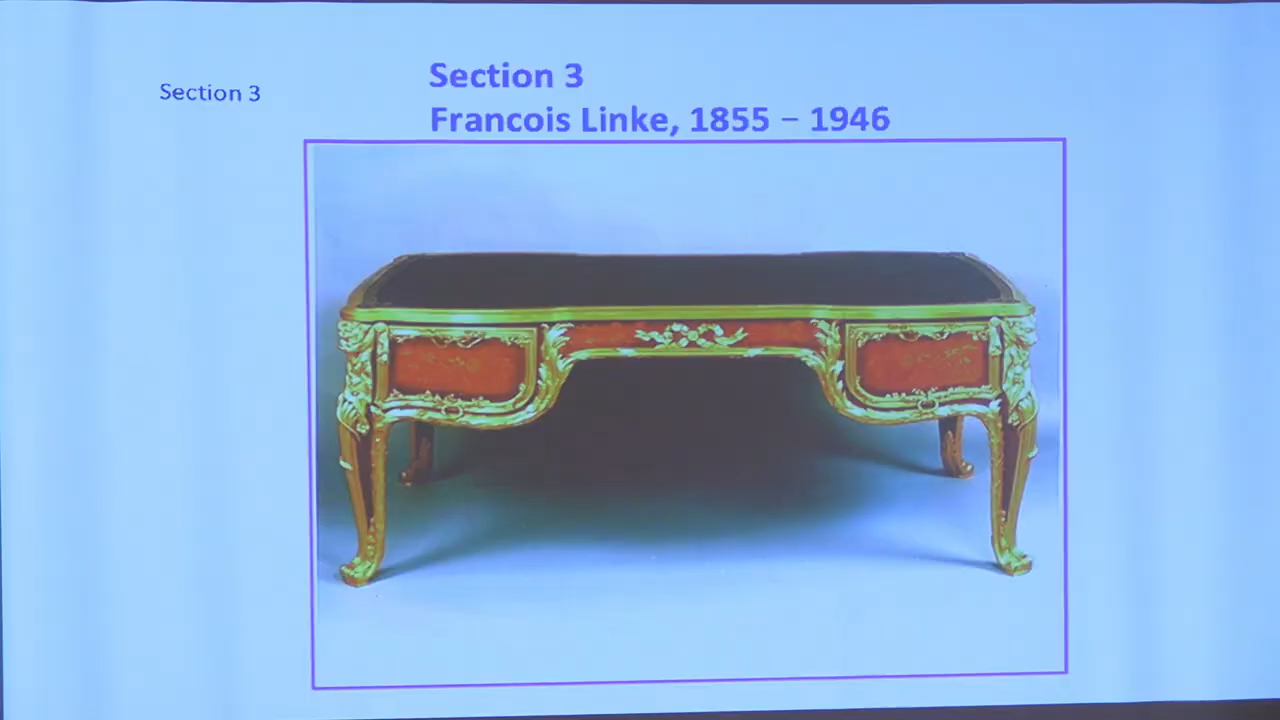 Section 3
Section 3
Francois Linke, 1855 – 1946